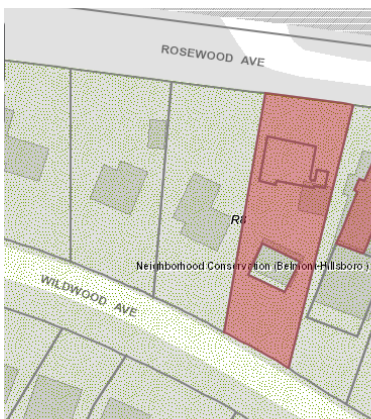 ROSEWOOD AVE
R8
Neighborhood Conservation (Belmont-Hillsboro )
WILDWOOD AVE